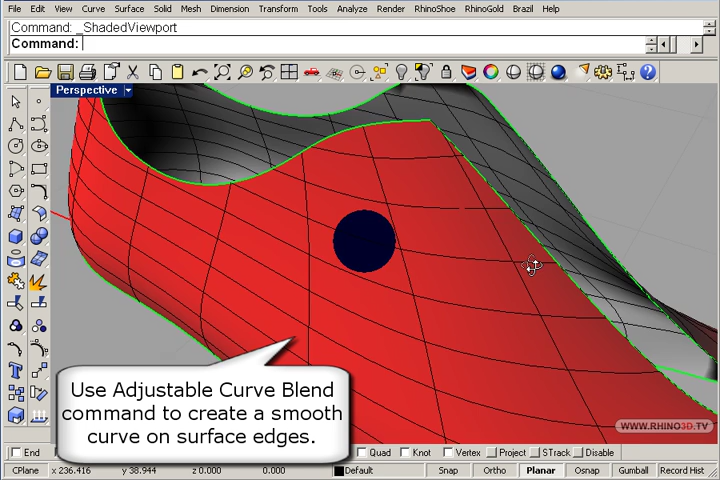 File Edit View Curve Surface Solid Mesh Dimension Transform Tools Analyze Render RhinoShoe RhinoGold Brazil Help
Command: _ShadedViewport
Command:
Perspective
Use Adjustable Curve Blend
command to create a smooth
curve on surface edges.
WWW.RHINO3D.TV
End Quad Knot Vertex Project STrack Disable
CPlane x 236.416 y 38.944 z 0.000 0.000 Default Snap Ortho Planar Osnap Gumball Record Hist